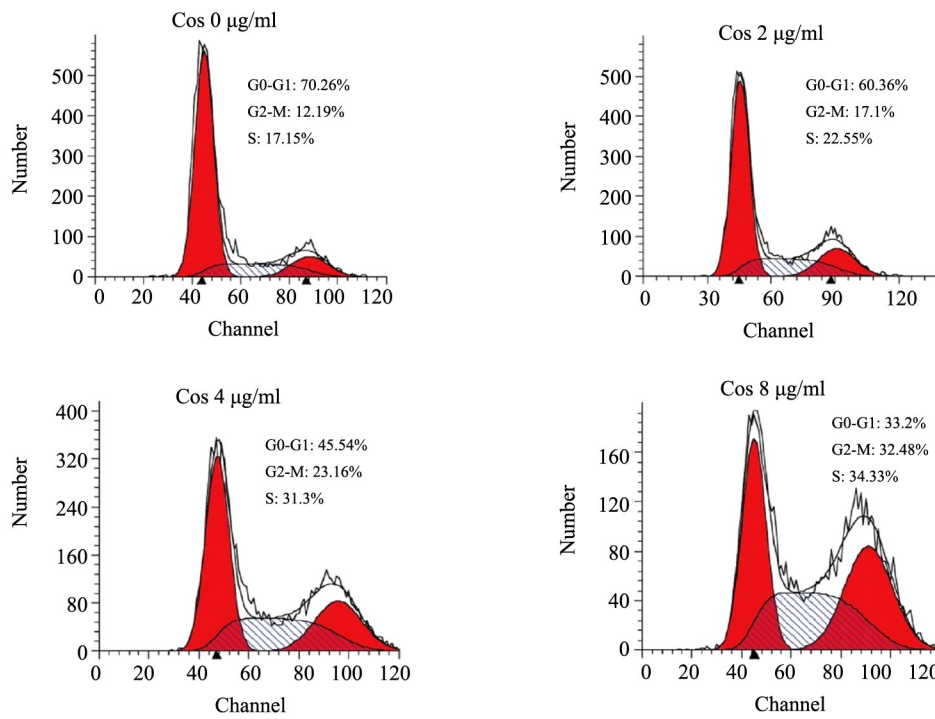 Cos 0 µg/ml
500
400
300
200
100
0
Number
G0-G1: 70.26%
G2-M: 12.19%
S: 17.15%
0 20 40 60 80 100 120
Channel
Cos 2 µg/ml
500
400
300
200
100
0
Number
G0-G1: 60.36%
G2-M: 17.1%
S: 22.55%
0 30 60 90 120
Channel
Cos 4 µg/ml
400
320
240
160
80
0
Number
G0-G1: 45.54%
G2-M: 23.16%
S: 31.3%
0 20 40 60 80 100 120
Channel
Cos 8 µg/ml
160
120
80
40
0
Number
G0-G1: 33.2%
G2-M: 32.48%
S: 34.33%
0 20 40 60 80 100 120
Channel